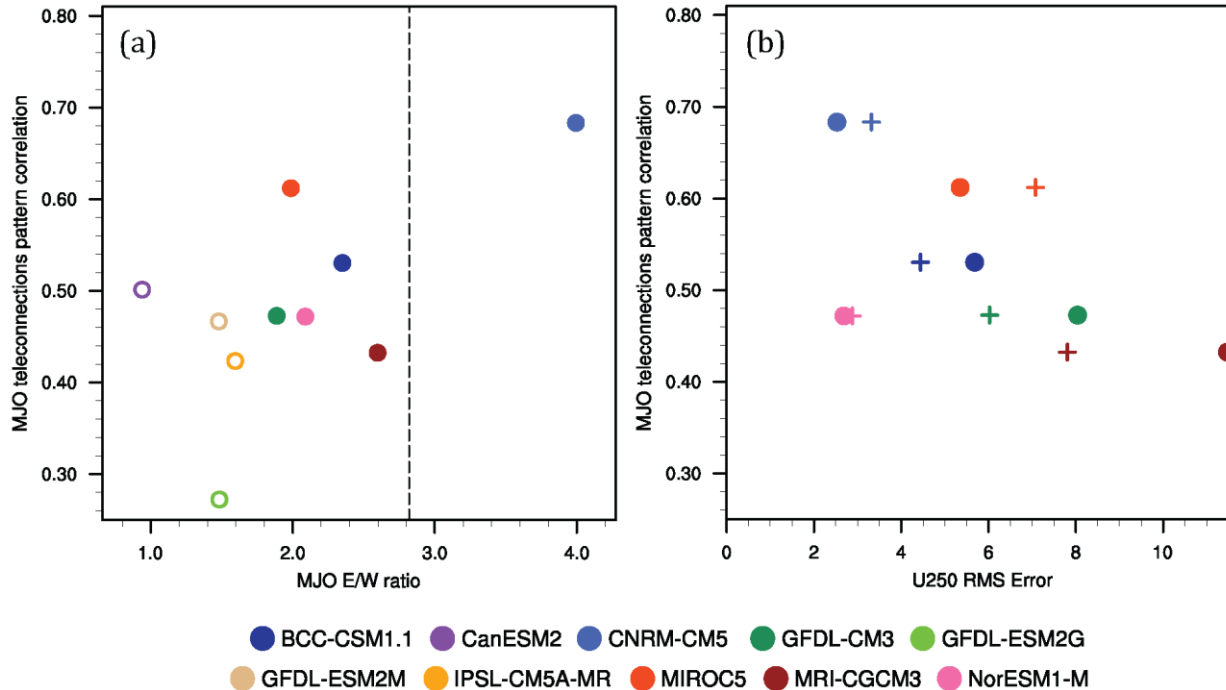 (a)
MJO teleconnections pattern correlation
0.80
0.70
0.60
0.50
0.40
0.30
1.0 2.0 3.0 4.0
MJO E/W ratio
(b)
MJO teleconnections pattern correlation
0.80
0.70
0.60
0.50
0.40
0.30
0 2 4 6 8 10
U250 RMS Error
BCC-CSM1.1 CanESM2 CNRM-CM5 GFDL-CM3 GFDL-ESM2G
GFDL-ESM2M IPSL-CM5A-MR MIROC5 MRI-CGCM3 NorESM1-M